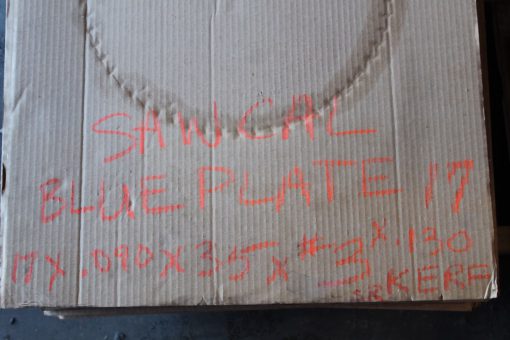 SAWCAL
BLUE PLATE 17
17 X .090 X 35 X #3 X .130
KERF